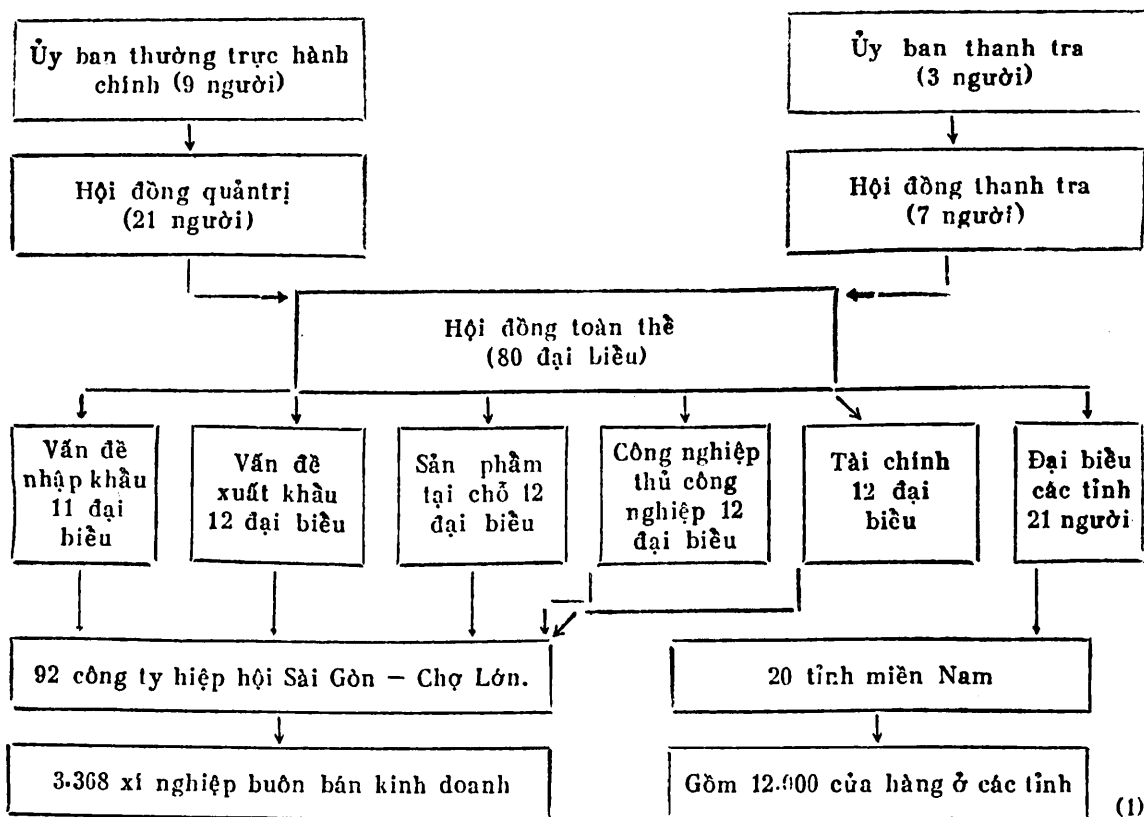 Ủy ban thường trực hành
chính (9 người)
Ủy ban thanh tra
(3 người)
Hội đồng quảntrị
(21 người)
Hội đồng thanh tra
(7 người)
Hội đồng toàn thể
(80 đại biểu)
Vấn đề
nhập khẩu
11 đại
biểu
Vấn đề
xuất khẩu
12 đại biểu
Sản phẩm
tại chỗ 12
đại biểu
Công nghiệp
thủ công
nghiệp 12
đại biểu
Tài chính
12 đại
biểu
Đại biểu
các tỉnh
21 người
92 công ty hiệp hội Sài Gòn – Chợ Lớn.
20 tỉnh miền Nam
3.368 xí nghiệp buôn bán kinh doanh
Gồm 12.000 cửa hàng ở các tỉnh
(1)